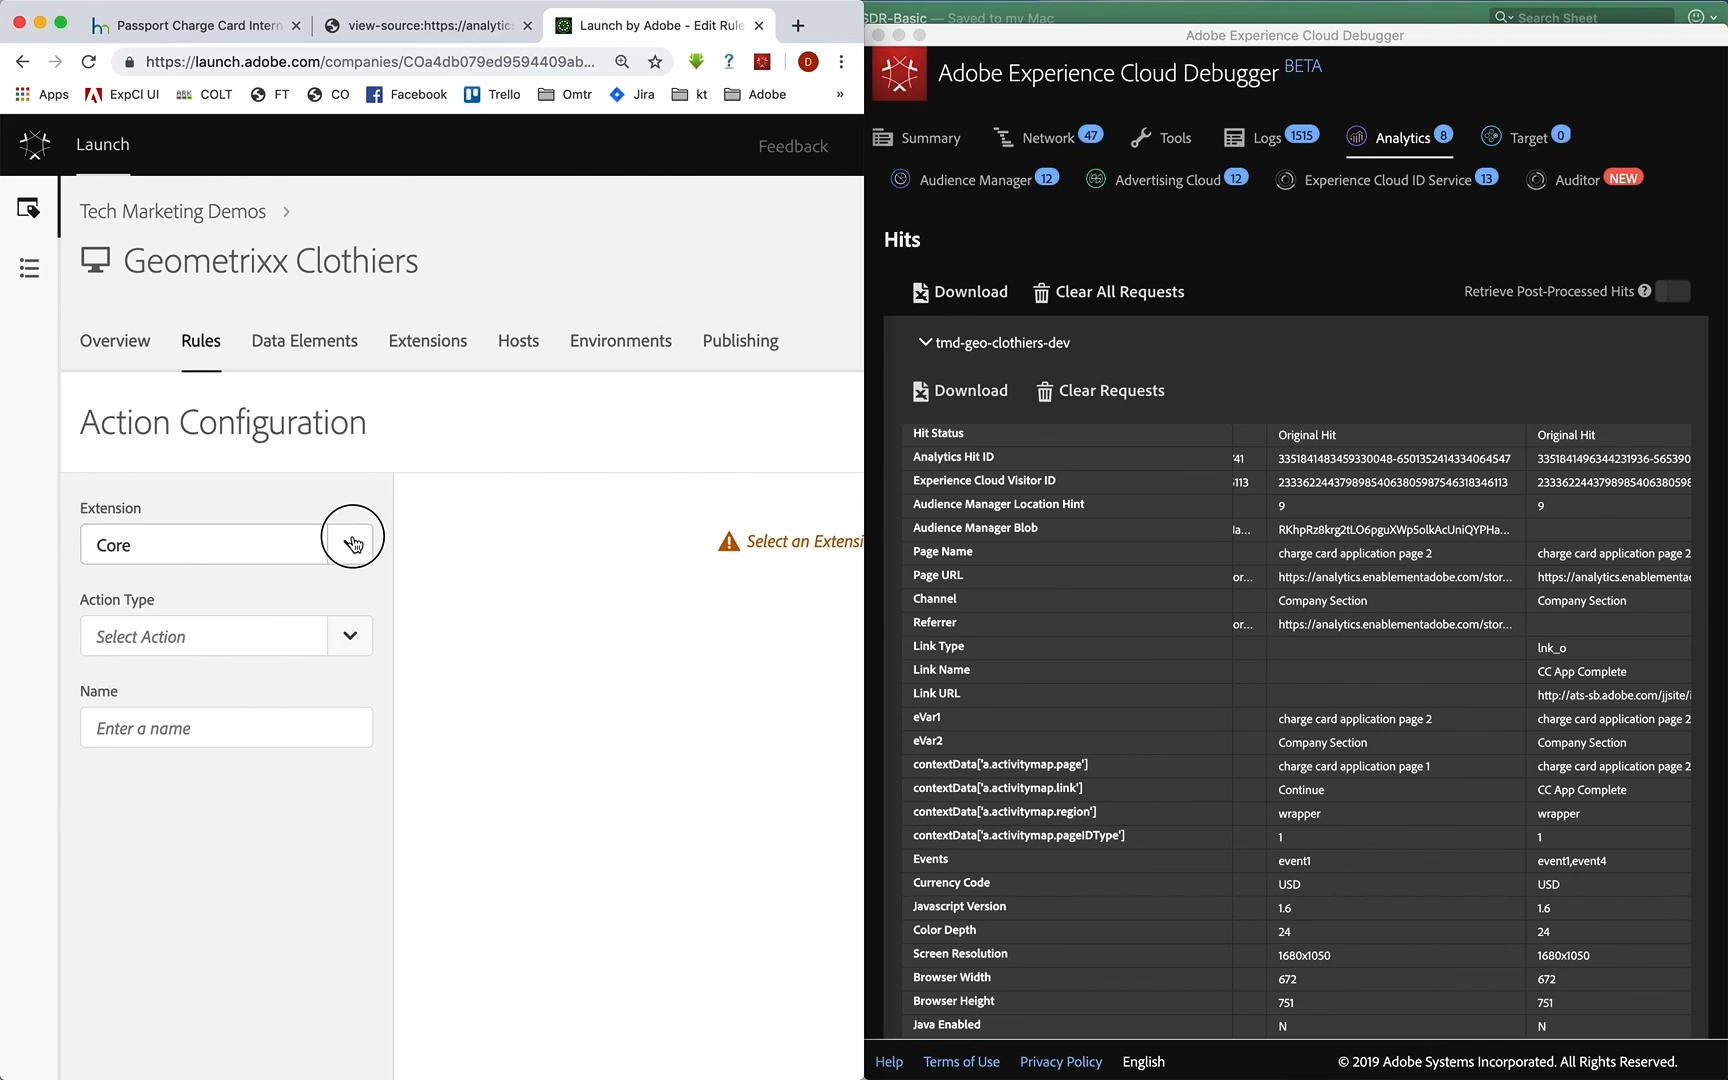 Passport Charge Card Intern
view-source:https://analytics
Launch by Adobe - Edit Rule
https://launch.adobe.com/companies/COa4db079ed9594409ab...
D
Apps
ExpCl UI
COLT
FT
CO
Facebook
Trello
Omtr
Jira
kt
Adobe
»
Launch
Feedback
Tech Marketing Demos
Geometrixx Clothiers
Overview
Rules
Data Elements
Extensions
Hosts
Environments
Publishing
Action Configuration
Extension
Core
Select an Extensi
Action Type
Select Action
Name
Enter a name
SDR-Basic — Saved to my Mac
Search Sheet
Adobe Experience Cloud Debugger
Adobe Experience Cloud Debugger BETA
Summary
Network 47
Tools
Logs 1515
Analytics 8
Target 0
Audience Manager 12
Advertising Cloud 12
Experience Cloud ID Service 13
Auditor NEW
Hits
Download
Clear All Requests
Retrieve Post-Processed Hits ?
tmd-geo-clothiers-dev
Download
Clear Requests
Hit Status Original Hit Original Hit
Analytics Hit ID 41 3351841483459330048-6501352414334064547 3351841496344231936-565390
Experience Cloud Visitor ID 113 23336224437989854063805987546318346113 2333622443798985406380598
Audience Manager Location Hint 9 9
Audience Manager Blob Ha... RKhpRz8krg2tLO6pguXWp5olkAcUniQYPHa...
Page Name charge card application page 2 charge card application page 2
Page URL or... https://analytics.enablementadobe.com/stor... https://analytics.enablementad
Channel Company Section Company Section
Referrer or... https://analytics.enablementadobe.com/stor...
Link Type lnk_o
Link Name CC App Complete
Link URL http://ats-sb.adobe.com/jjsite/i
eVar1 charge card application page 2 charge card application page 2
eVar2 Company Section Company Section
contextData['a.activitymap.page'] charge card application page 1 charge card application page 2
contextData['a.activitymap.link'] Continue CC App Complete
contextData['a.activitymap.region'] wrapper wrapper
contextData['a.activitymap.pageIDType'] 1 1
Events event1 event1,event4
Currency Code USD USD
Javascript Version 1.6 1.6
Color Depth 24 24
Screen Resolution 1680x1050 1680x1050
Browser Width 672 672
Browser Height 751 751
Java Enabled N N
Help
Terms of Use
Privacy Policy
English
© 2019 Adobe Systems Incorporated. All Rights Reserved.